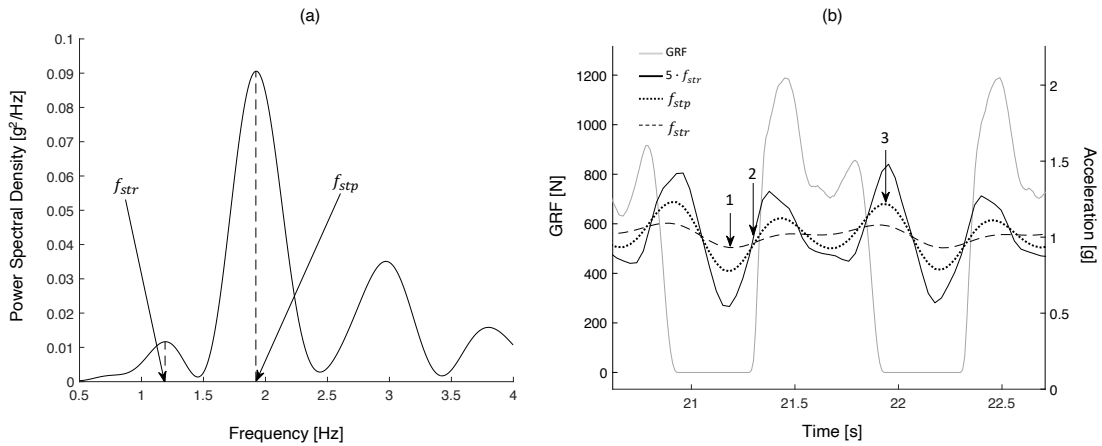 (a)
0.1
0.09
0.08
0.07
0.06
0.05
0.04
0.03
0.02
0.01
0
Power Spectral Density [g²/Hz]
f_str
f_stp
0.5 1 1.5 2 2.5 3 3.5 4
Frequency [Hz]
(b)
GRF
5 · f_str
f_stp
f_str
1200
1000
800
600
400
200
0
GRF [N]
1
2
3
2
1.5
1
0.5
0
Acceleration [g]
21 21.5 22 22.5
Time [s]